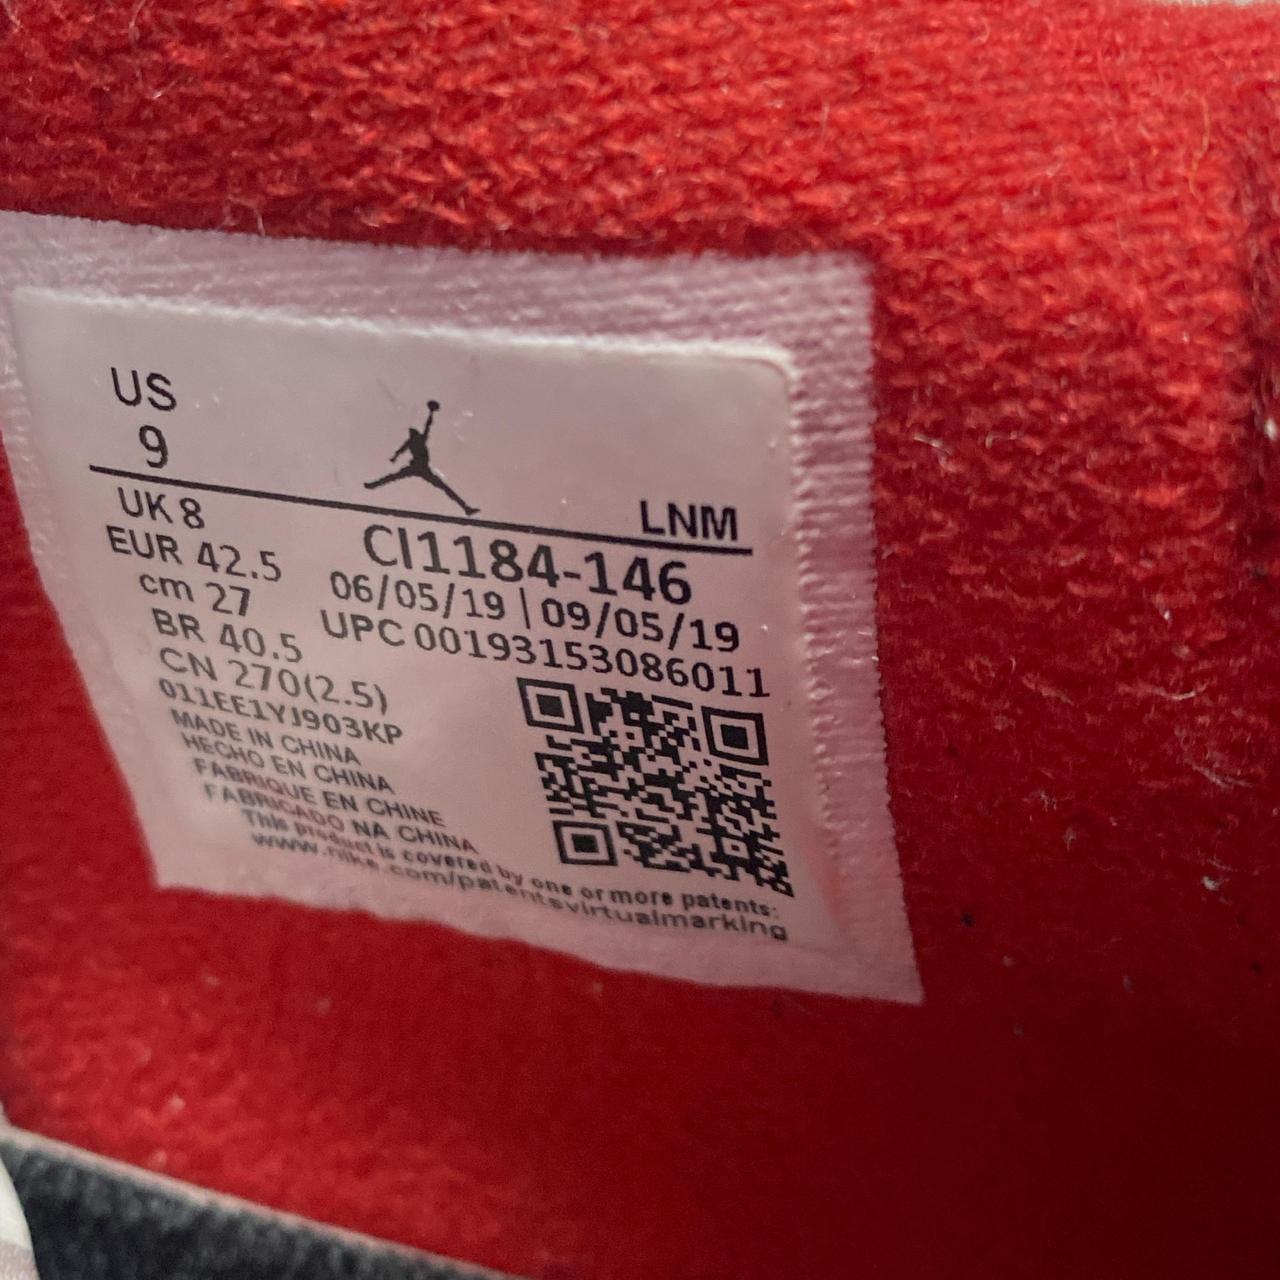 US
9
LNM
UK 8
EUR 42.5
cm 27
BR 40.5
CN 270(2.5)
CI1184-146
06/05/19 | 09/05/19
UPC 00193153086011
011EE1YJ903KP
MADE IN CHINA
HECHO EN CHINA
FABRIQUE EN CHINE
FABRICADO NA CHINA
This product is covered by one or more patents:
www.nike.com/patentsvirtualmarking